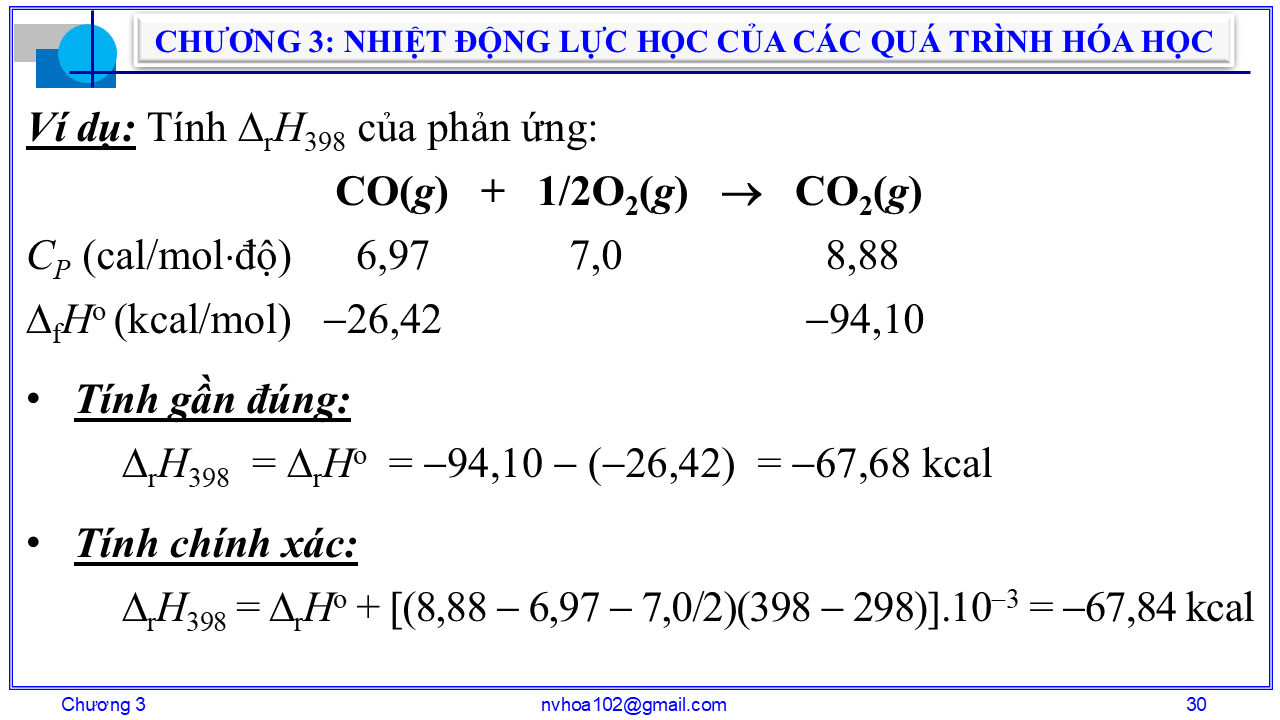 CHƯƠNG 3: NHIỆT ĐỘNG LỰC HỌC CỦA CÁC QUÁ TRÌNH HÓA HỌC
Ví dụ: Tính ΔrH398 của phản ứng:
CO(g) + 1/2O2(g) → CO2(g)
CP (cal/mol·độ) 6,97 7,0 8,88
ΔfHo (kcal/mol) –26,42 –94,10
• Tính gần đúng:
ΔrH398 = ΔrHo = –94,10 – (–26,42) = –67,68 kcal
• Tính chính xác:
ΔrH398 = ΔrHo + [(8,88 – 6,97 – 7,0/2)(398 – 298)].10–3 = –67,84 kcal
Chương 3 nvhoa102@gmail.com 30